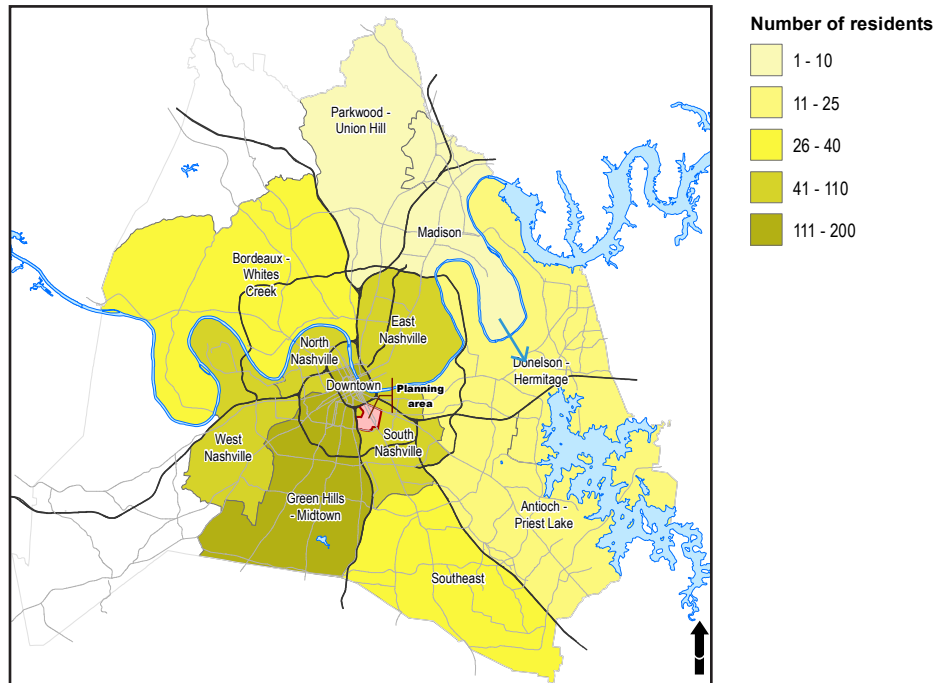 Number of residents
1 - 10
11 - 25
26 - 40
41 - 110
111 - 200
Parkwood -
Union Hill
Madison
Bordeaux -
Whites
Creek
East
Nashville
North
Nashville
Donelson -
Hermitage
Downtown
Planning
area
West
Nashville
South
Nashville
Green Hills
- Midtown
Antioch -
Priest Lake
Southeast